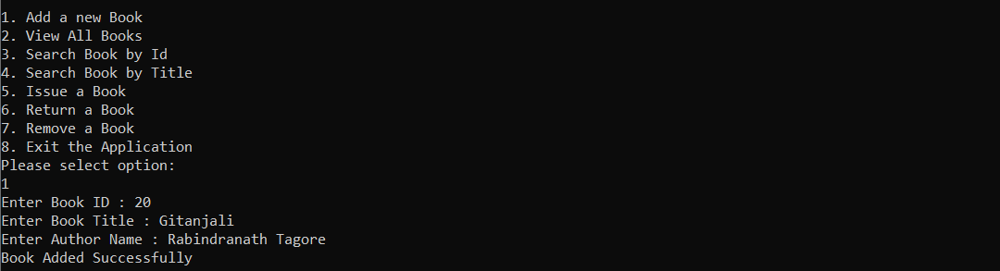 1. Add a new Book
2. View All Books
3. Search Book by Id
4. Search Book by Title
5. Issue a Book
6. Return a Book
7. Remove a Book
8. Exit the Application
Please select option:
1
Enter Book ID : 20
Enter Book Title : Gitanjali
Enter Author Name : Rabindranath Tagore
Book Added Successfully